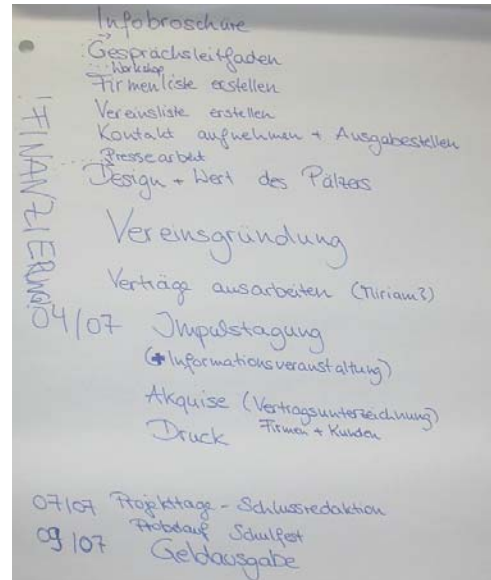 Infobroschüre
→ Gesprächsleitfaden
... Workshop
Firmenliste erstellen
Vereinsliste erstellen
Kontakt aufnehmen + Ausgabestellen
... Pressearbeit
Design + Wert des Pälzers
! FINANZIERUNG!
Vereinsgründung
Verträge ausarbeiten (Miriam?)
04/07 Impulstagung
(+ Informationsveranstaltung)
Akquise (Vertragsunterzeichnung)
Druck Firmen + Kunden
07/07 Projekttage - Schlussredaktion
Probelauf Schulfest
09/07 Geldausgabe